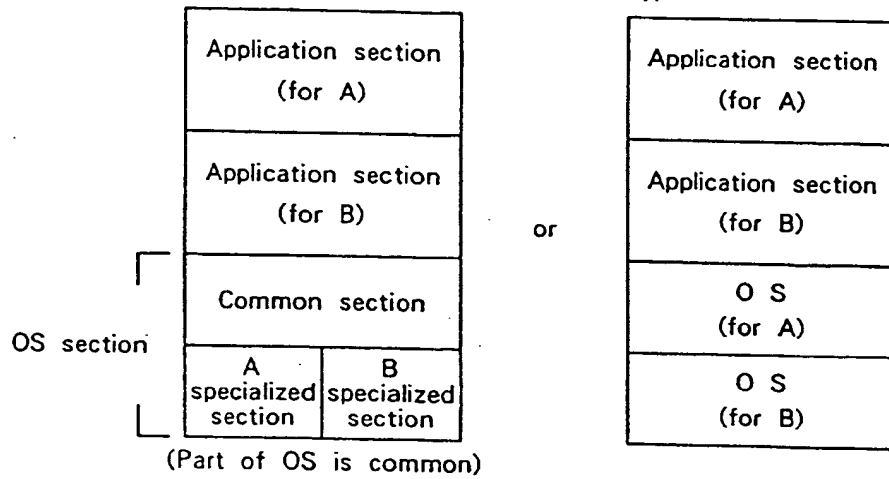 Application section
(for A)
Application section
(for B)
Common section
OS section
A
specialized
section
B
specialized
section
(Part of OS is common)
or
Application section
(for A)
Application section
(for B)
O S
(for A)
O S
(for B)